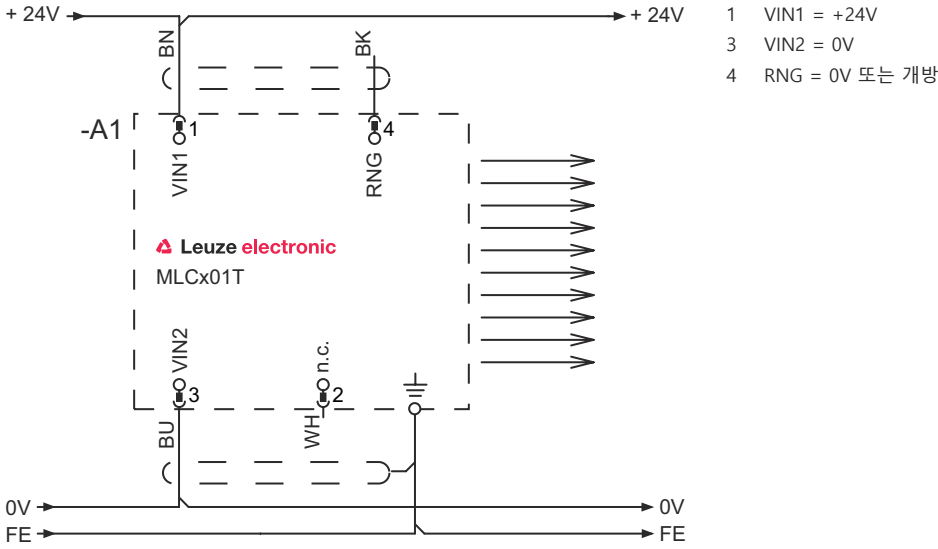 + 24V
+ 24V
1 VIN1 = +24V
3 VIN2 = 0V
4 RNG = 0V 또는 개방
BN
BK
-A1
1
4
VIN1
RNG
Leuze electronic
MLCx01T
VIN2
n.c.
3
2
BU
WH
0V
0V
FE
FE